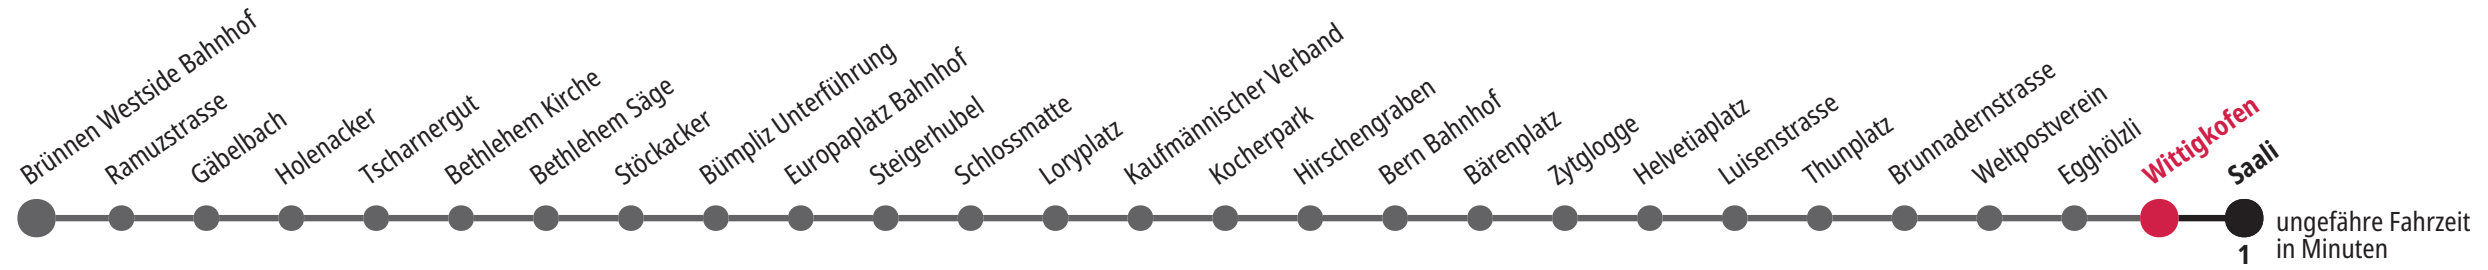 Brünnen Westside Bahnhof
Ramuzstrasse
Gäbelbach
Holenacker
Tscharnergut
Bethlehem Kirche
Bethlehem Säge
Stöckacker
Bümpliz Unterführung
Europaplatz Bahnhof
Steigerhubel
Schlossmatte
Loryplatz
Kaufmännischer Verband
Kocherpark
Hirschengraben
Bern Bahnhof
Bärenplatz
Zytglogge
Helvetiaplatz
Luisenstrasse
Thunplatz
Brunnadernstrasse
Weltpostverein
Egghölzli
Wittigkofen
Saali
1
ungefähre Fahrzeit
in Minuten